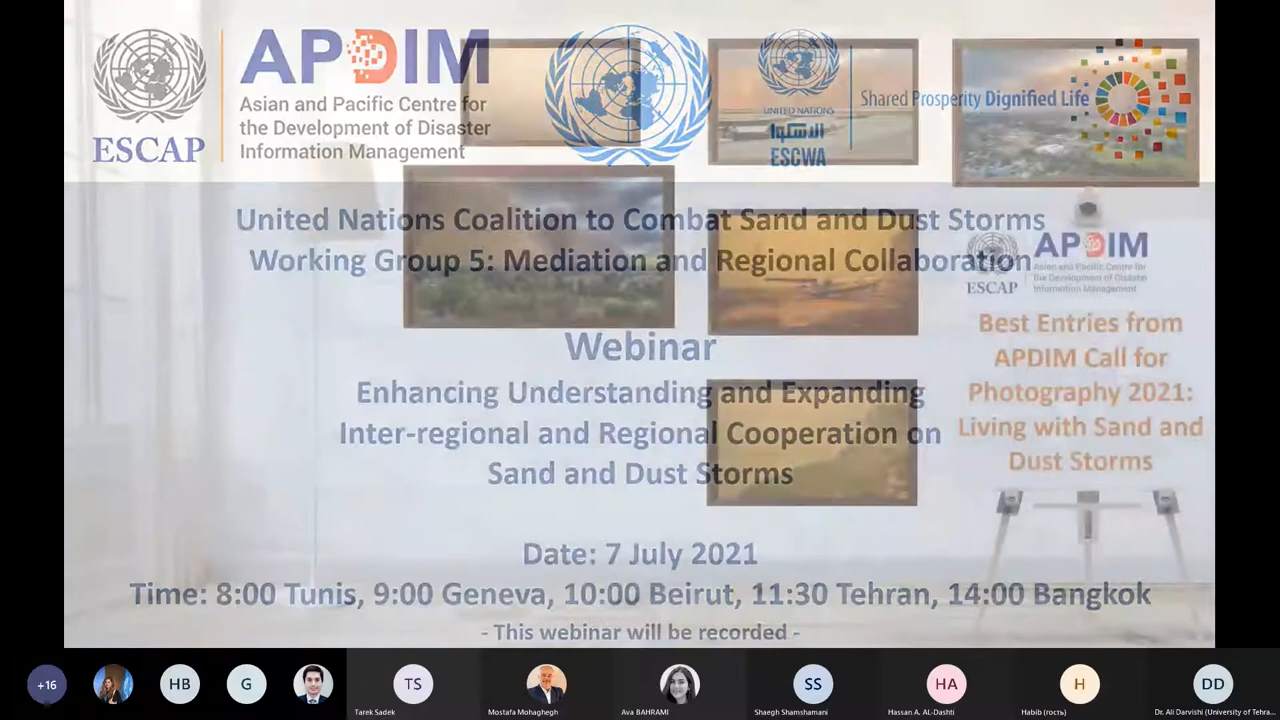 ESCAP
APDIM
Asian and Pacific Centre for
the Development of Disaster
Information Management
UNITED NATIONS
الاسكوا
ESCWA
Shared Prosperity Dignified Life
United Nations Coalition to Combat Sand and Dust Storms
Working Group 5: Mediation and Regional Collaboration
ESCAP
APDIM
Asian and Pacific Centre for
the Development of Disaster
Information Management
Webinar
Enhancing Understanding and Expanding
Inter-regional and Regional Cooperation on
Sand and Dust Storms
Best Entries from
APDIM Call for
Photography 2021:
Living with Sand and
Dust Storms
Date: 7 July 2021
Time: 8:00 Tunis, 9:00 Geneva, 10:00 Beirut, 11:30 Tehran, 14:00 Bangkok
- This webinar will be recorded -
+16
HB
G
TS
Tarek Sadek
Mostafa Mohaghegh
Ava BAHRAMI
SS
Shaegh Shamshamani
HA
Hassan A. AL-Dashti
H
Habib (гость)
DD
Dr. Ali Darvishi (University of Tehra...